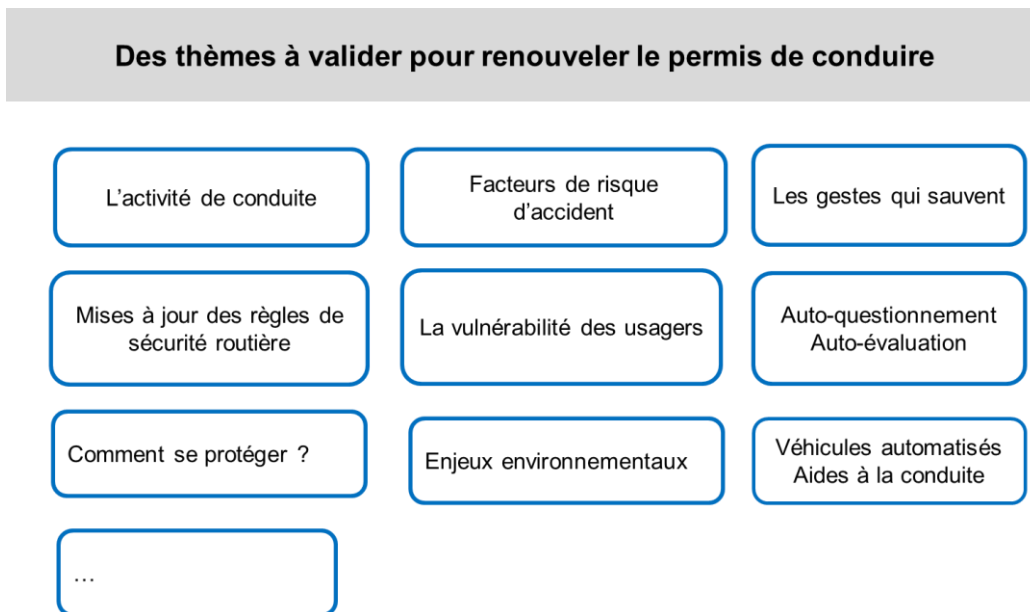 Des thèmes à valider pour renouveler le permis de conduire
L’activité de conduite
Facteurs de risque
d’accident
Les gestes qui sauvent
Mises à jour des règles de
sécurité routière
La vulnérabilité des usagers
Auto-questionnement
Auto-évaluation
Comment se protéger ?
Enjeux environnementaux
Véhicules automatisés
Aides à la conduite
…